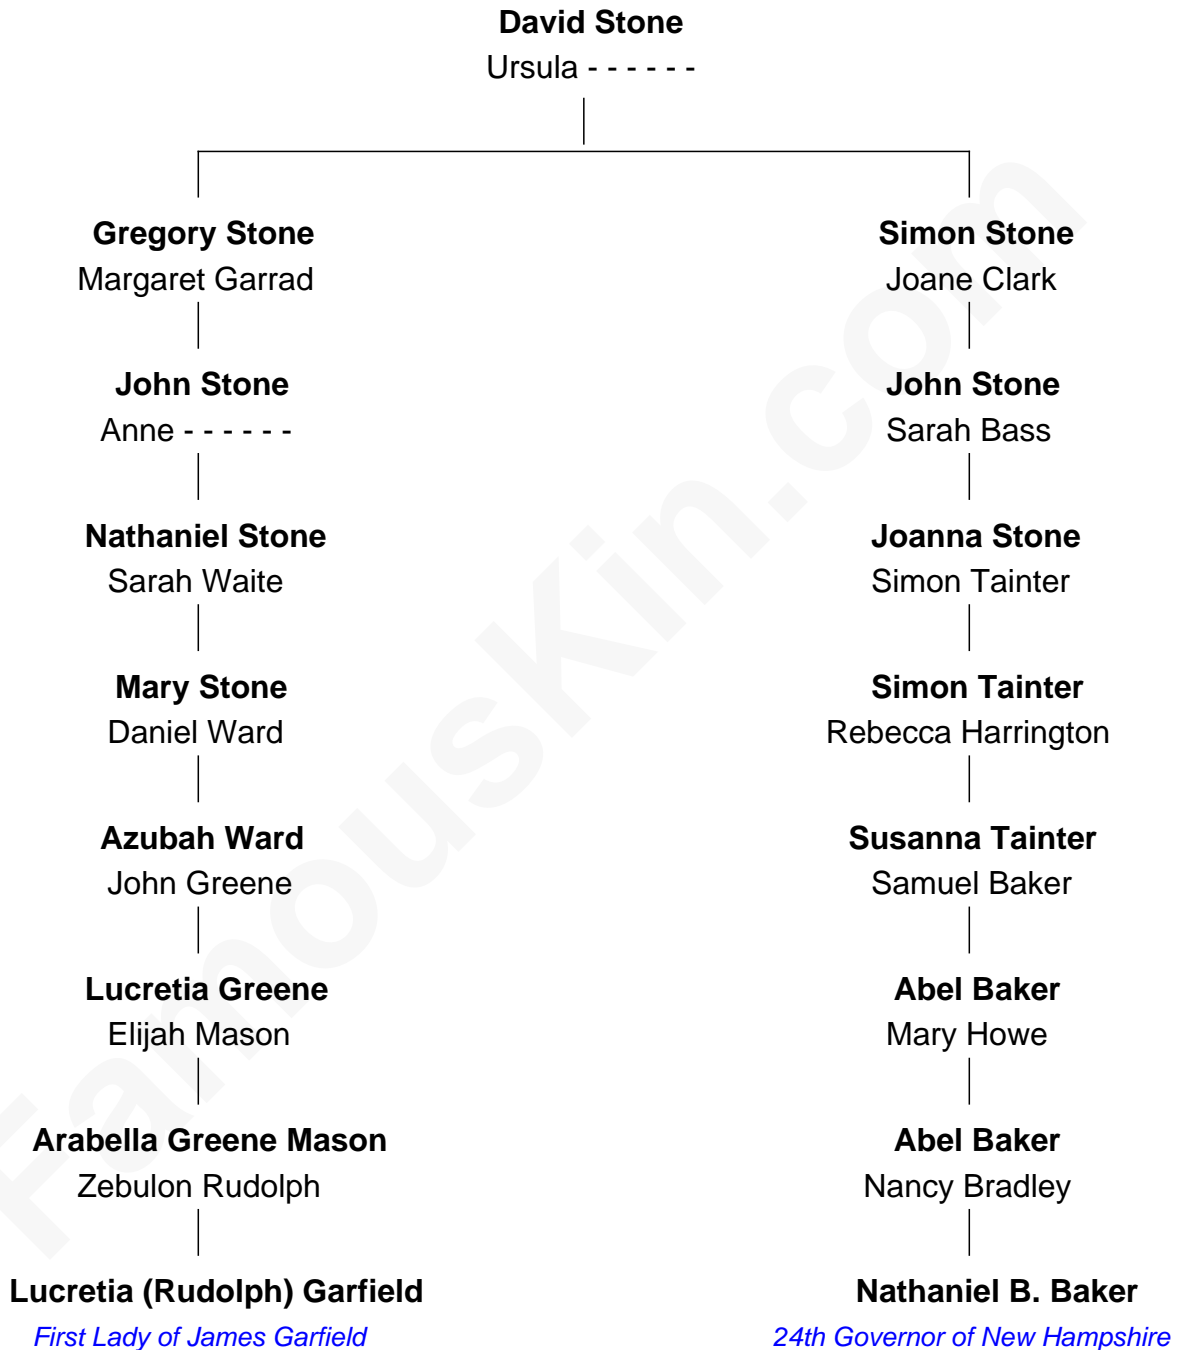 David Stone
Ursula - - - - - -
Gregory Stone
Margaret Garrad
John Stone
Anne - - - - - -
Nathaniel Stone
Sarah Waite
Mary Stone
Daniel Ward
Azubah Ward
John Greene
Lucretia Greene
Elijah Mason
Arabella Greene Mason
Zebulon Rudolph
Lucretia (Rudolph) Garfield
First Lady of James Garfield
Simon Stone
Joane Clark
John Stone
Sarah Bass
Joanna Stone
Simon Tainter
Simon Tainter
Rebecca Harrington
Susanna Tainter
Samuel Baker
Abel Baker
Mary Howe
Abel Baker
Nancy Bradley
Nathaniel B. Baker
24th Governor of New Hampshire
FamousKin.com